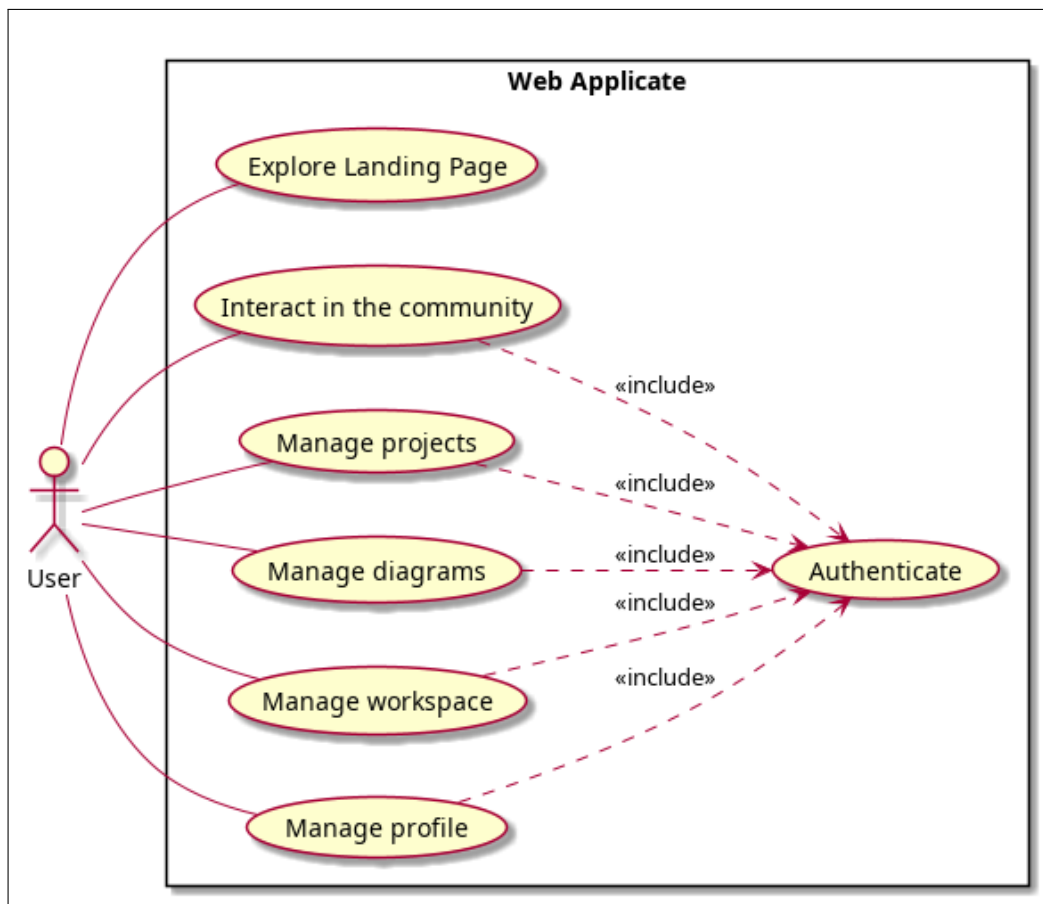 Web Applicate
Explore Landing Page
Interact in the community
«include»
Manage projects
«include»
Manage diagrams
«include»
Authenticate
User
«include»
Manage workspace
«include»
Manage profile